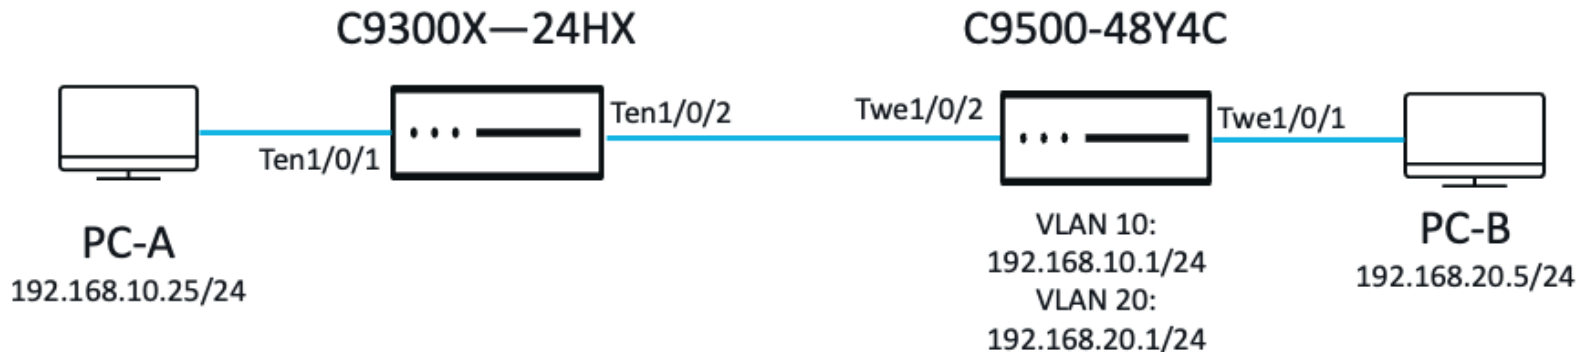 C9300X—24HX
C9500-48Y4C
Ten1/0/1
Ten1/0/2
Twe1/0/2
Twe1/0/1
PC-A
192.168.10.25/24
VLAN 10:
192.168.10.1/24
VLAN 20:
192.168.20.1/24
PC-B
192.168.20.5/24